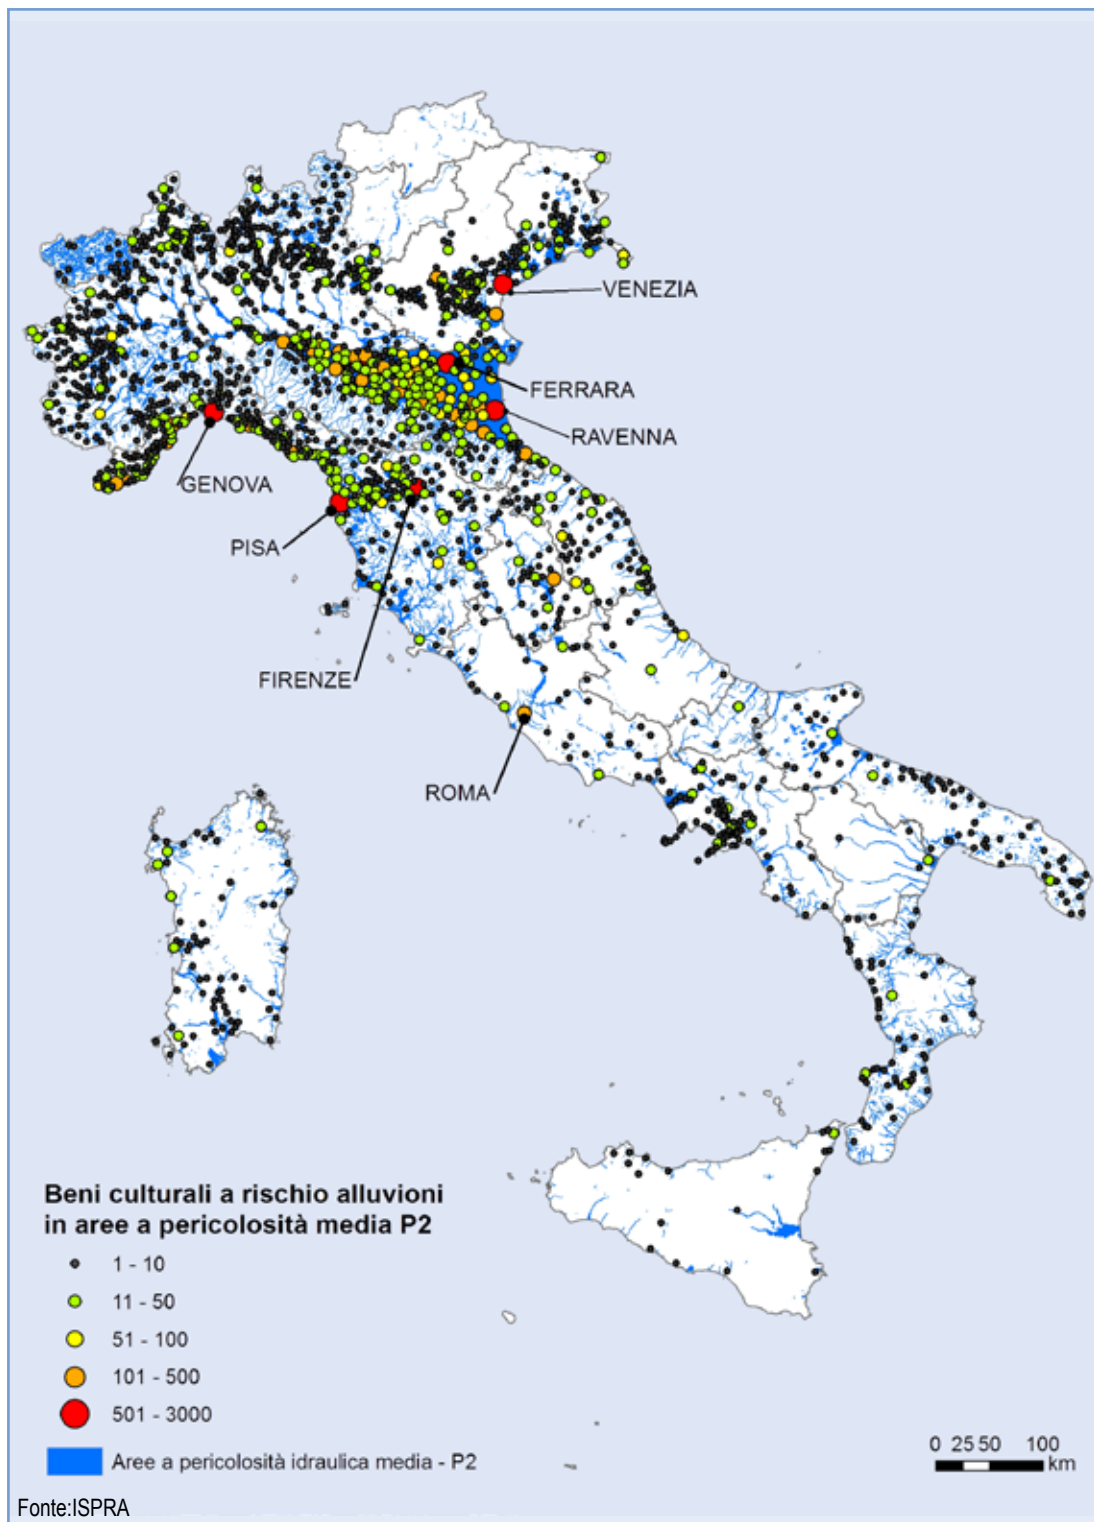 VENEZIA
FERRARA
RAVENNA
GENOVA
PISA
FIRENZE
ROMA
Beni culturali a rischio alluvioni
in aree a pericolosità media P2
1 - 10
11 - 50
51 - 100
101 - 500
501 - 3000
Aree a pericolosità idraulica media - P2
0 25 50 100
km
Fonte:ISPRA